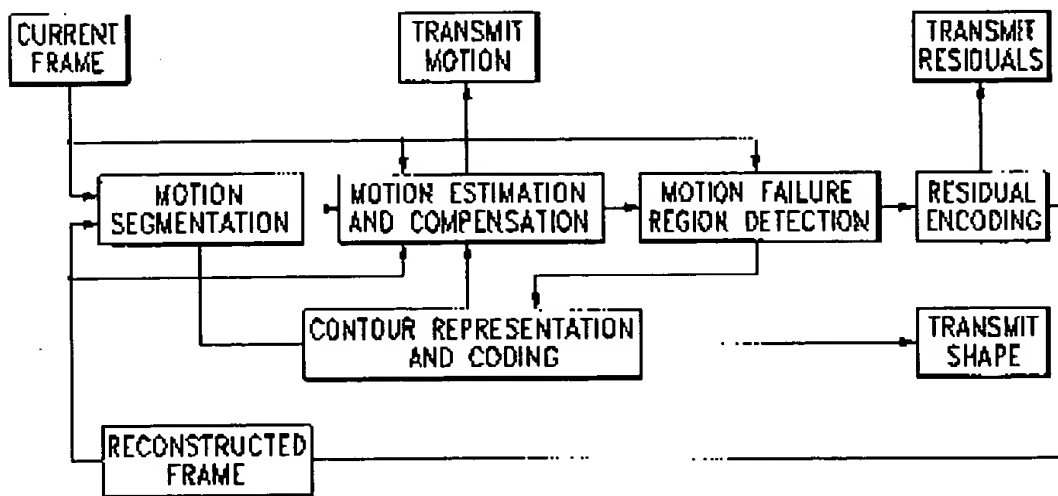 CURRENT
FRAME
TRANSMIT
MOTION
TRANSMIT
RESIDUALS
MOTION
SEGMENTATION
MOTION ESTIMATION
AND COMPENSATION
MOTION FAILURE
REGION DETECTION
RESIDUAL
ENCODING
CONTOUR REPRESENTATION
AND CODING
TRANSMIT
SHAPE
RECONSTRUCTED
FRAME